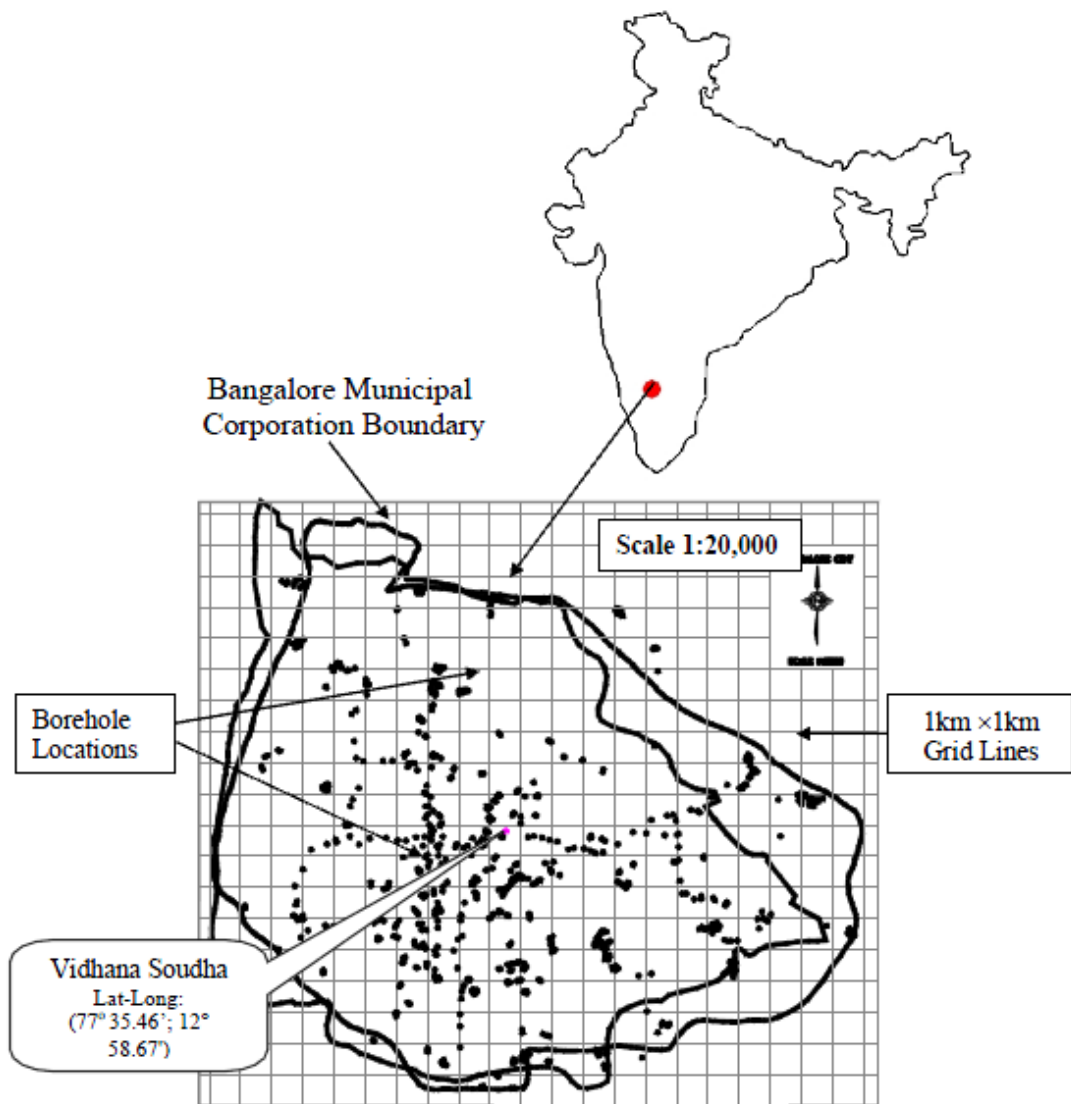 Bangalore Municipal
Corporation Boundary
Scale 1:20,000
Borehole
Locations
1km ×1km
Grid Lines
Vidhana Soudha
Lat-Long:
(77° 35.46’; 12°
58.67')